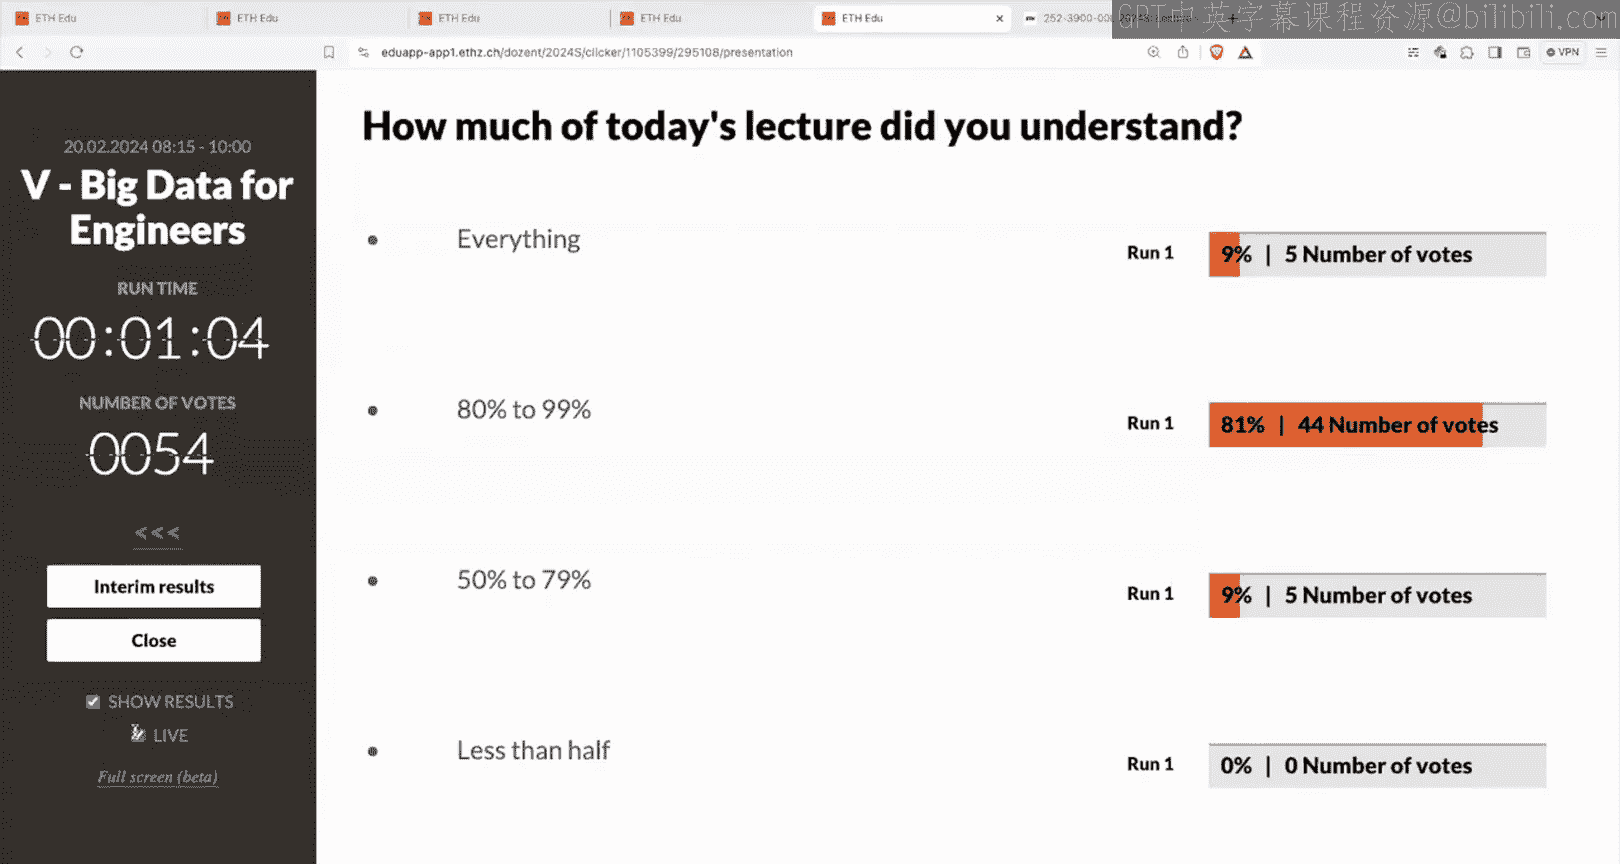 ETH Edu
ETH Edu
ETH Edu
ETH Edu
ETH Edu
GPT中英字幕课程资源@bilibili.com
eduapp-app1.ethz.ch/dozent/2024S/clicker/1105399/295108/presentation
VPN
20.02.2024 08:15 - 10:00
V - Big Data for
Engineers
RUN TIME
00:01:04
NUMBER OF VOTES
0054
<<<
Interim results
Close
SHOW RESULTS
LIVE
Full screen (beta)
How much of today's lecture did you understand?
Everything
Run 1
9% | 5 Number of votes
80% to 99%
Run 1
81% | 44 Number of votes
50% to 79%
Run 1
9% | 5 Number of votes
Less than half
Run 1
0% | 0 Number of votes